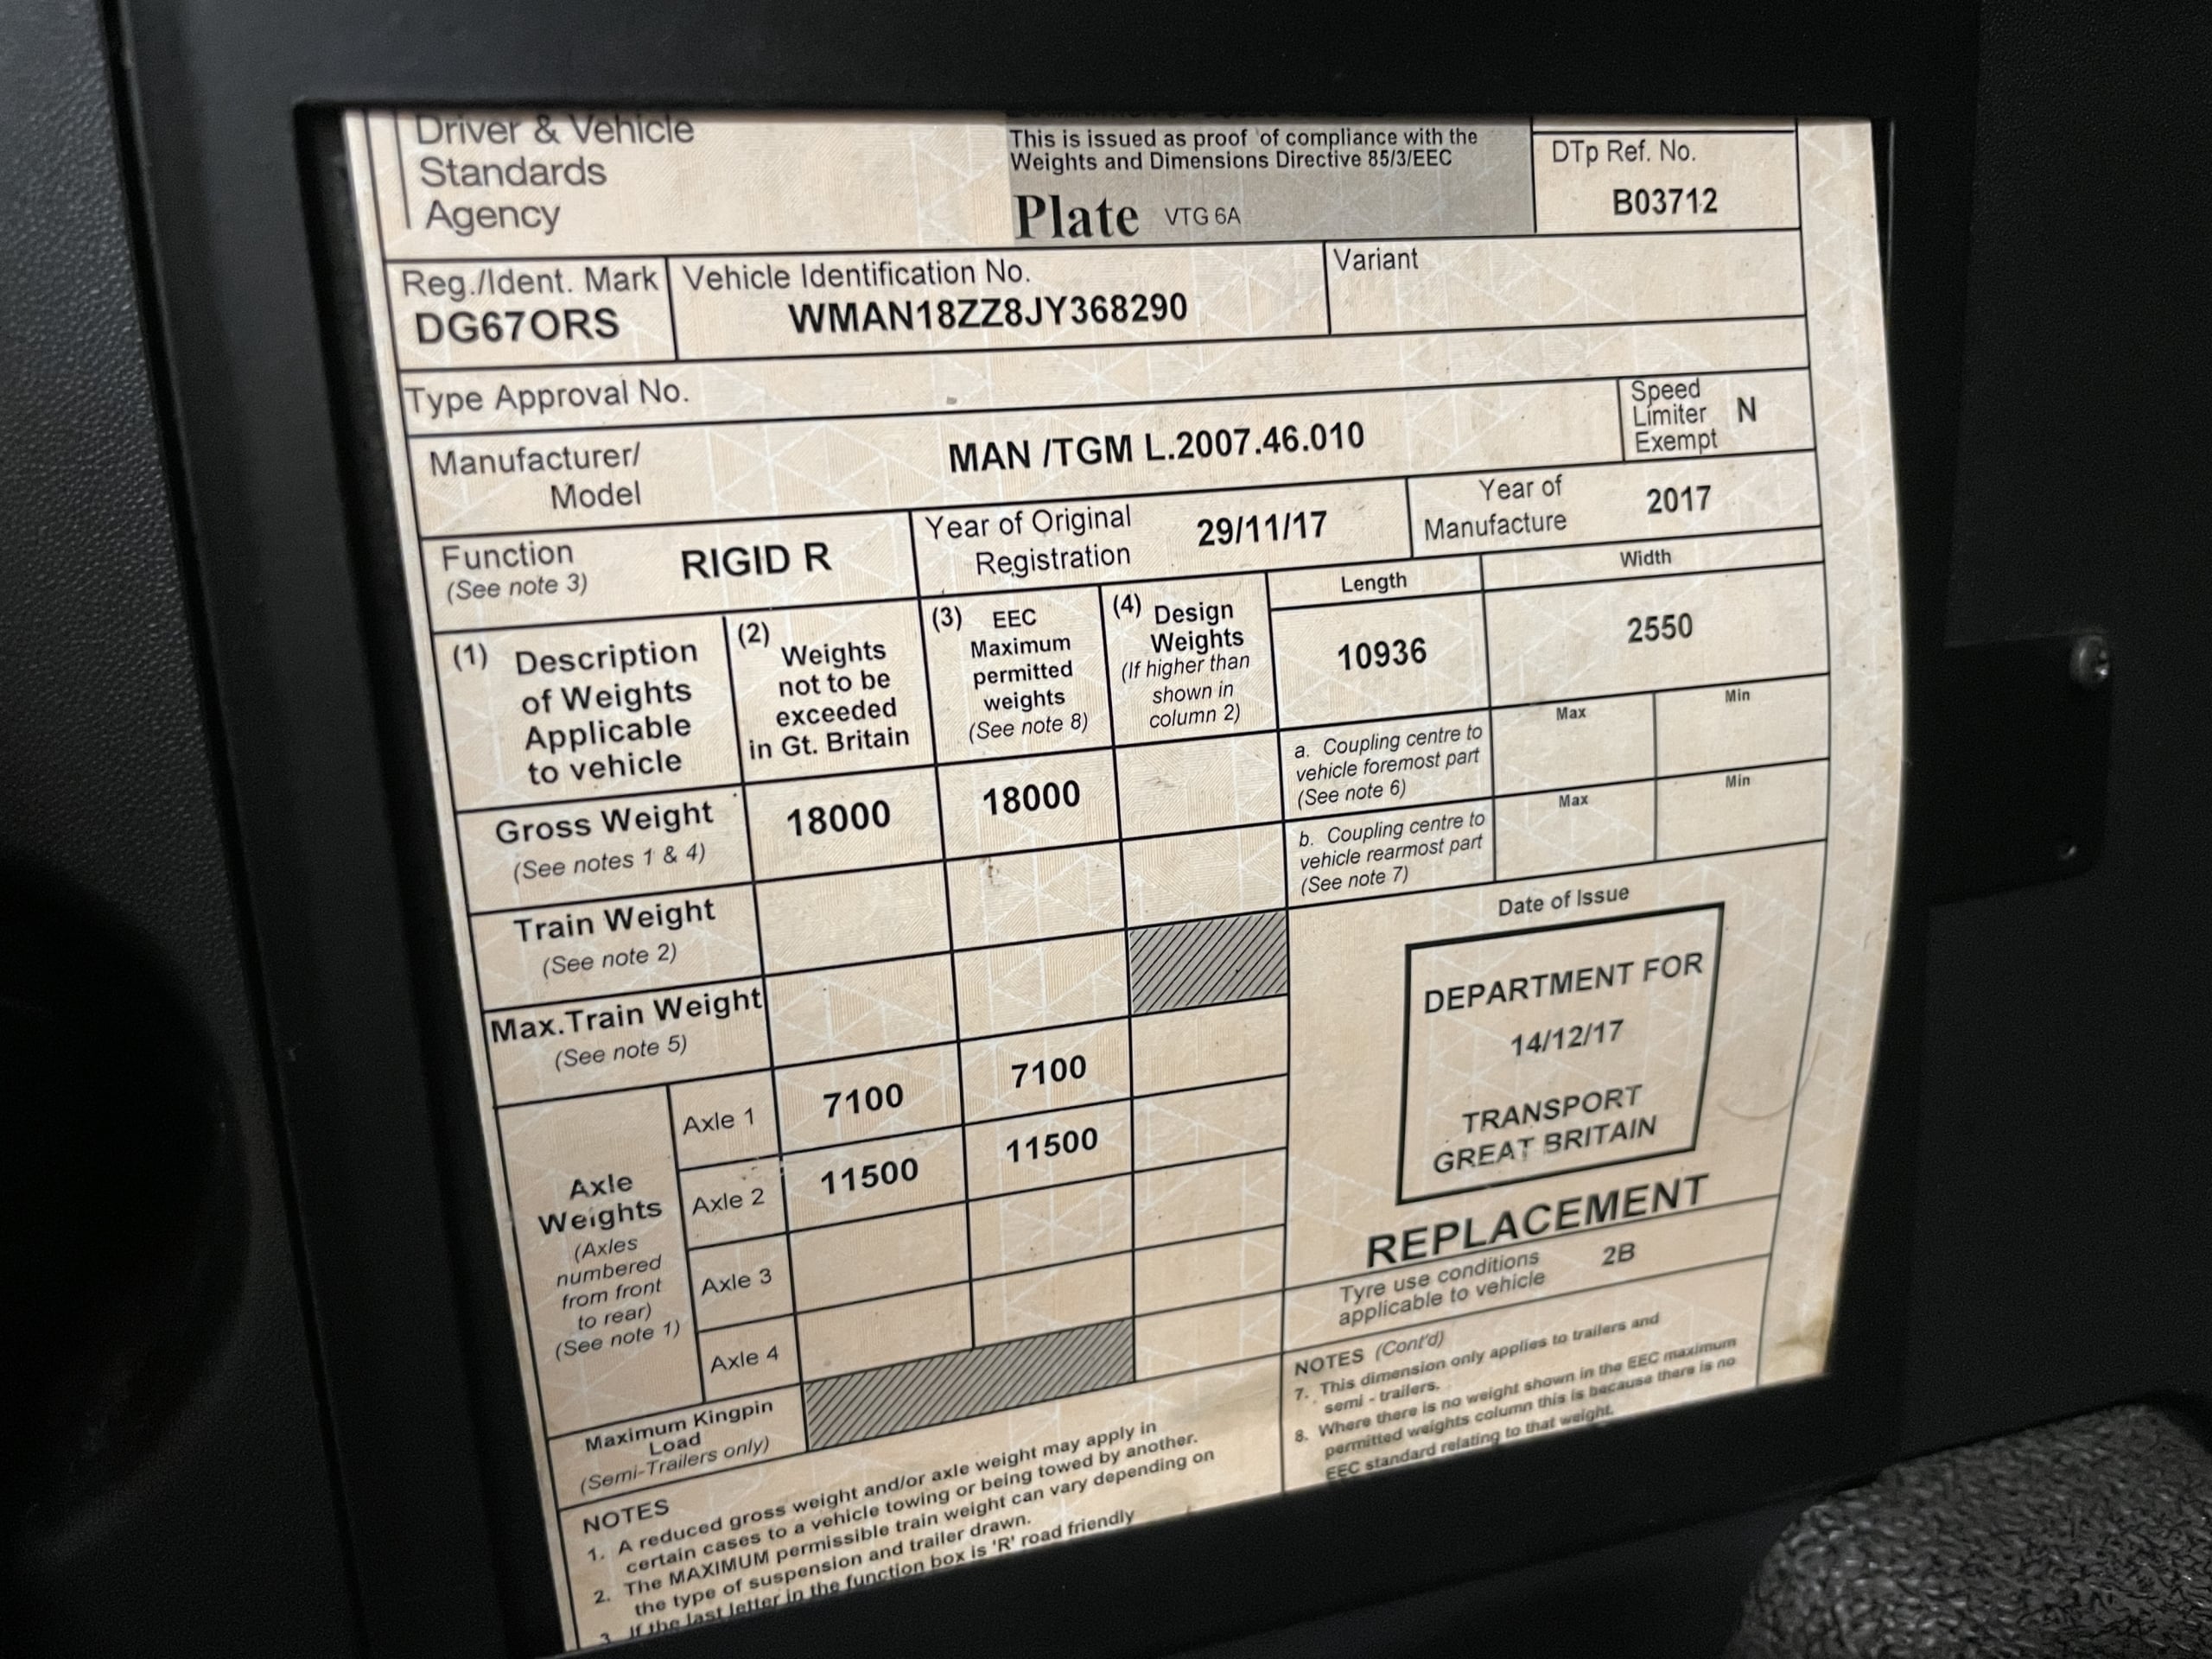 Driver & Vehicle
Standards
Agency
This is issued as proof of compliance with the
Weights and Dimensions Directive 85/3/EEC
Plate VTG 6A
DTp Ref. No.
B03712
Reg./Ident. Mark
DG67ORS
Vehicle Identification No.
WMAN18ZZ8JY368290
Variant
Type Approval No.
Manufacturer/
Model
MAN /TGM L.2007.46.010
Speed
Limiter
Exempt
N
Function
(See note 3)
RIGID R
Year of Original
Registration
29/11/17
Year of
Manufacture
2017
(1) Description
of Weights
Applicable
to vehicle
(2) Weights
not to be
exceeded
in Gt. Britain
(3) EEC
Maximum
permitted
weights
(See note 8)
(4) Design
Weights
(If higher than
shown in
column 2)
Length
10936
Width
2550
Gross Weight
(See notes 1 & 4)
18000
18000
a. Coupling centre to
vehicle foremost part
(See note 6)
Max
Min
b. Coupling centre to
vehicle rearmost part
(See note 7)
Max
Min
Train Weight
(See note 2)
Max.Train Weight
(See note 5)
Axle
Weights
(Axles
numbered
from front
to rear)
(See note 1)
Axle 1
7100
7100
Axle 2
11500
11500
Axle 3
Axle 4
Maximum Kingpin
Load
(Semi-Trailers only)
Date of Issue
DEPARTMENT FOR
14/12/17
TRANSPORT
GREAT BRITAIN
REPLACEMENT
Tyre use conditions
applicable to vehicle
2B
NOTES
1. A reduced gross weight and/or axle weight may apply in
certain cases to a vehicle towing or being towed by another.
2. The MAXIMUM permissible train weight can vary depending on
the type of suspension and trailer drawn.
3. If the last letter in the function box is 'R' road friendly
NOTES (Cont'd)
7. This dimension only applies to trailers and
semi - trailers.
8. Where there is no weight shown in the EEC maximum
permitted weights column this is because there is no
EEC standard relating to that weight.